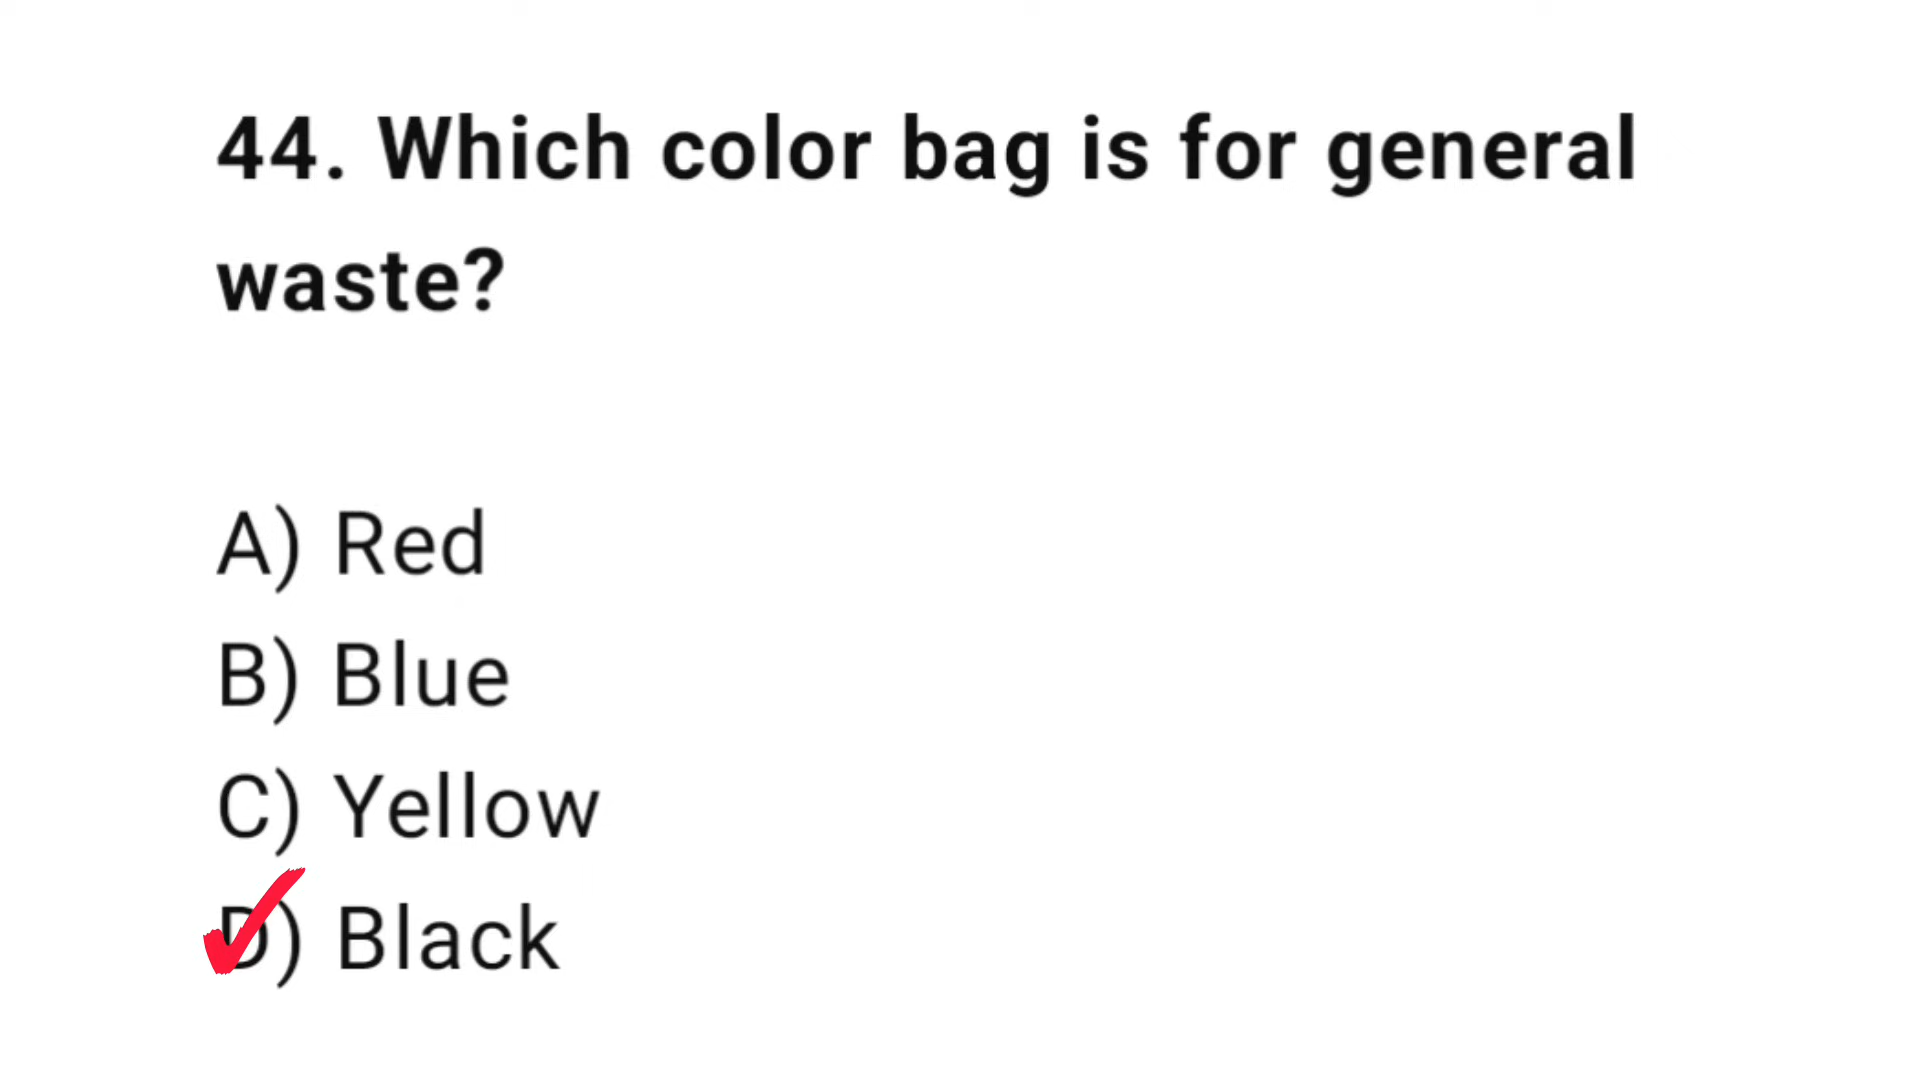 44. Which color bag is for general
waste?
A) Red
B) Blue
C) Yellow
D) Black